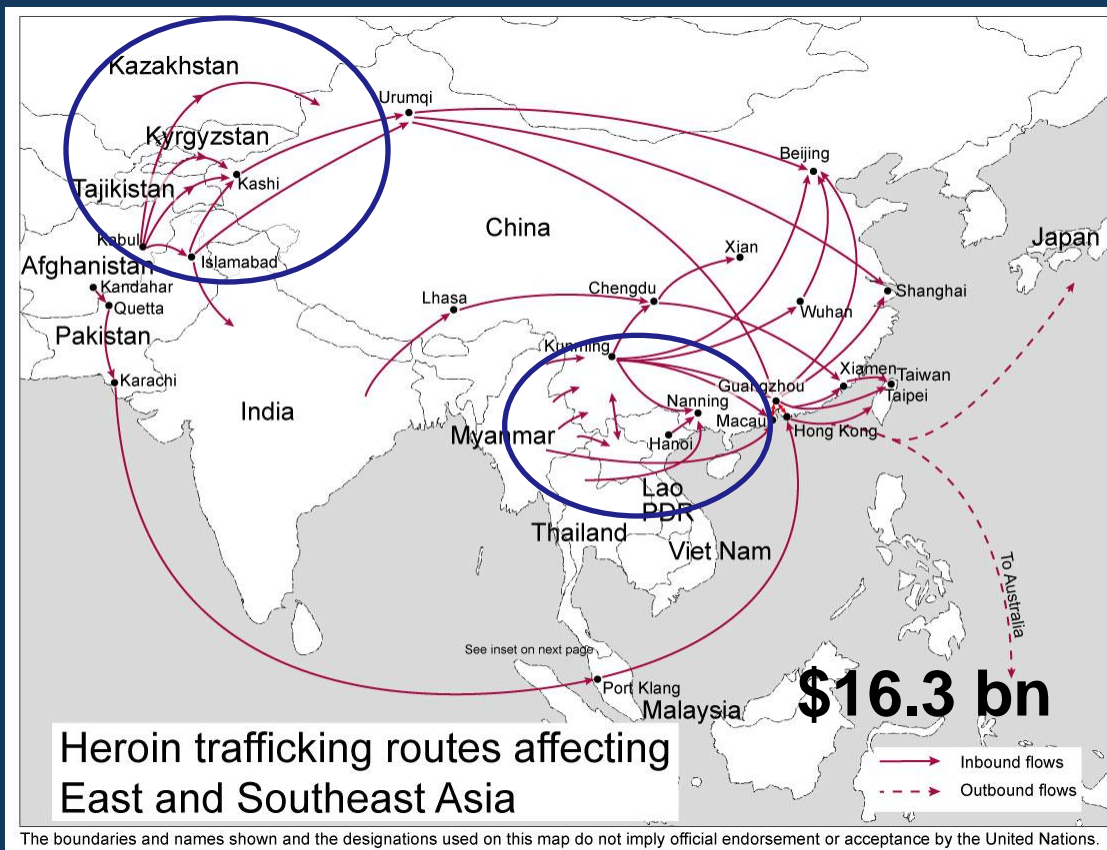 Kazakhstan
Urumqi
Kyrgyzstan
Beijing
Tajikistan
Kashi
China
Japan
Kabul
Xian
Afghanistan
Islamabad
Kandahar
Chengdu
Shanghai
Lhasa
Quetta
Wuhan
Pakistan
Kunming
Xiamen
Taiwan
Karachi
Guangzhou
Taipei
India
Nanning
Macau
Hong Kong
Myanmar
Hanoi
Lao
PDR
Thailand
Viet Nam
To Australia
See inset on next page
Port Klang
Malaysia
$16.3 bn
Heroin trafficking routes affecting
East and Southeast Asia
Inbound flows
Outbound flows
The boundaries and names shown and the designations used on this map do not imply official endorsement or acceptance by the United Nations.